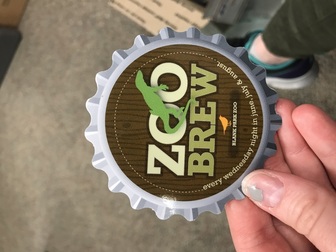 ZOO
BREW
BLANK PARK ZOO
every wednesday night in june, july & august.